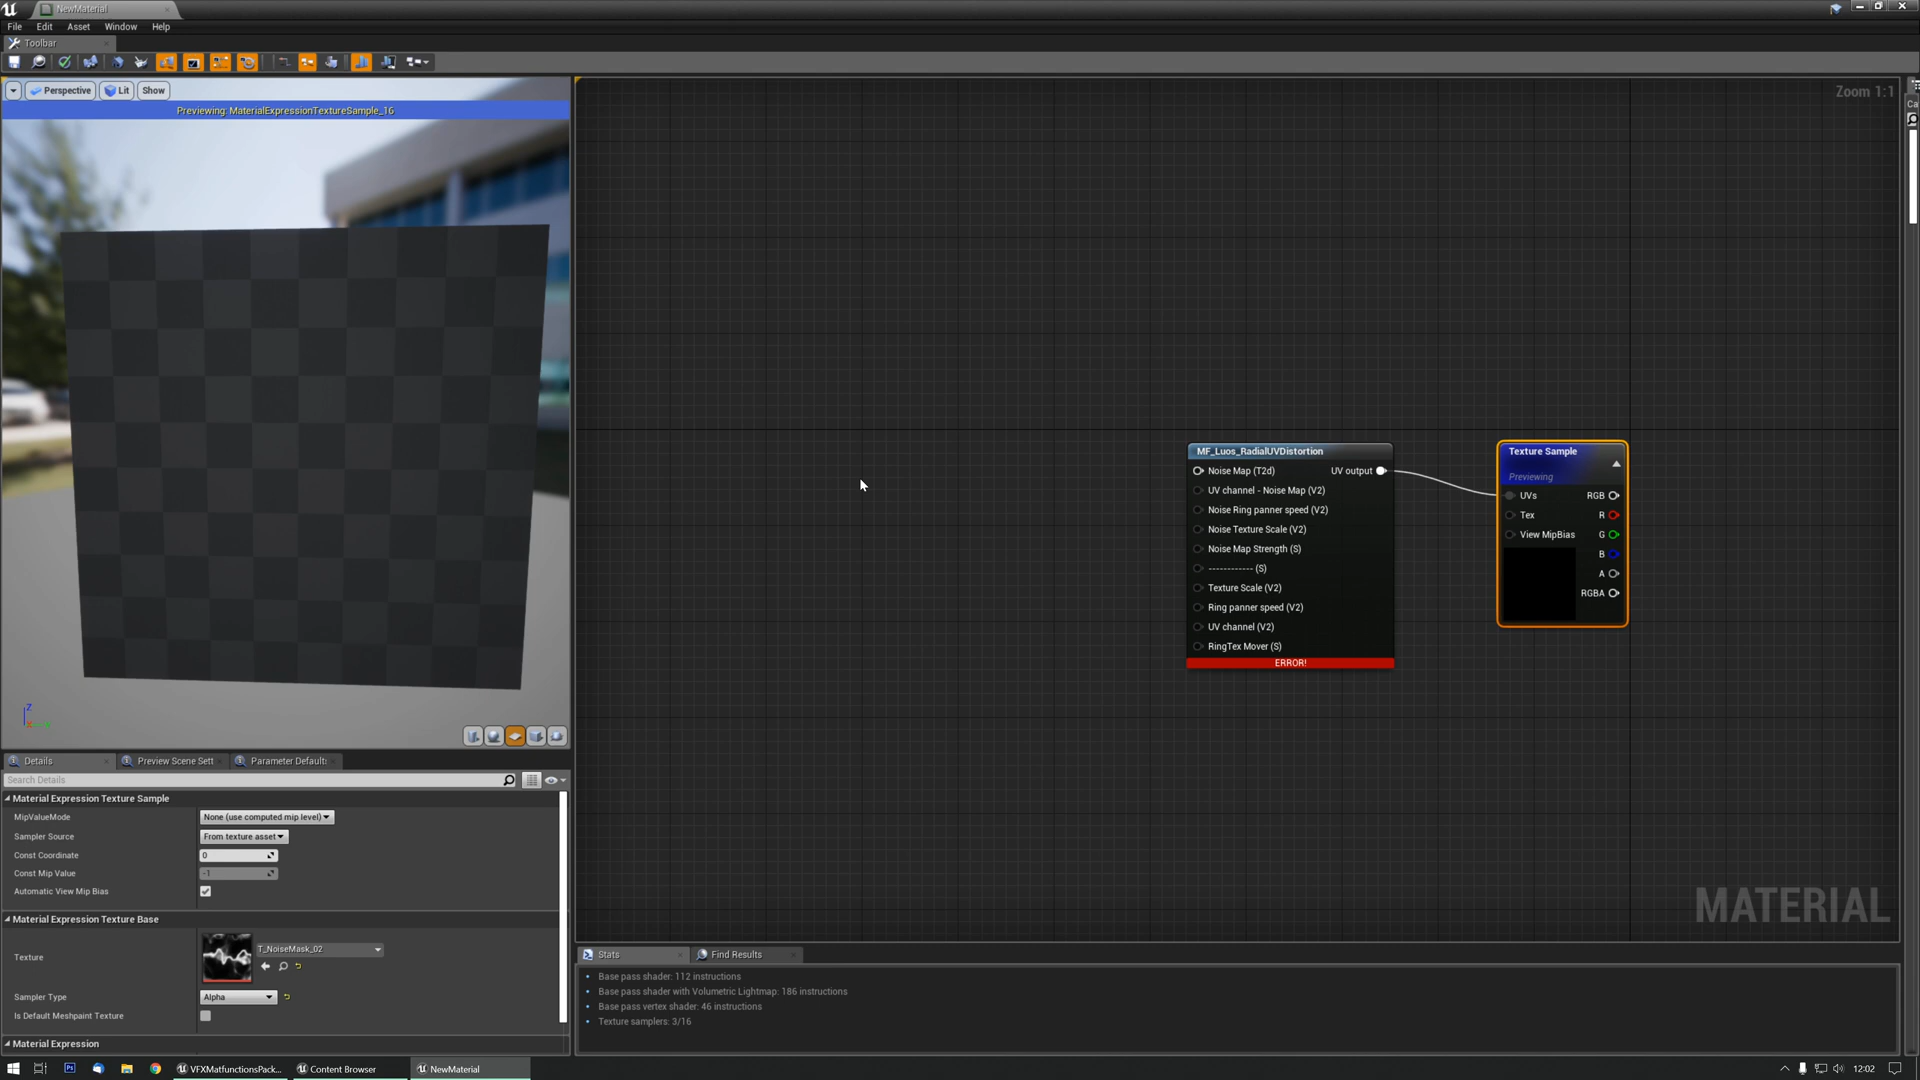 NewMaterial
File Edit Asset Window Help
Toolbar
Perspective Lit Show
Zoom 1:1
Ca
Previewing: MaterialExpressionTextureSample_16
MF_Luos_RadialUVDistortion
Noise Map (T2d) UV output
UV channel - Noise Map (V2)
Noise Ring panner speed (V2)
Noise Texture Scale (V2)
Noise Map Strength (S)
------------ (S)
Texture Scale (V2)
Ring panner speed (V2)
UV channel (V2)
RingTex Mover (S)
ERROR!
Texture Sample
Previewing
UVs RGB
Tex R
View MipBias G
B
A
RGBA
Z
MATERIAL
Details Preview Scene Sett Parameter Default
Search Details
Material Expression Texture Sample
MipValueMode None (use computed mip level)
Sampler Source From texture asset
Const Coordinate 0
Const Mip Value -1
Automatic View Mip Bias
Material Expression Texture Base
Texture T_NoiseMask_02
Sampler Type Alpha
Is Default Meshpaint Texture
Material Expression
Stats Find Results
• Base pass shader: 112 instructions
• Base pass shader with Volumetric Lightmap: 186 instructions
• Base pass vertex shader: 46 instructions
• Texture samplers: 3/16
VFXMatfunctionsPack... Content Browser NewMaterial 12:02